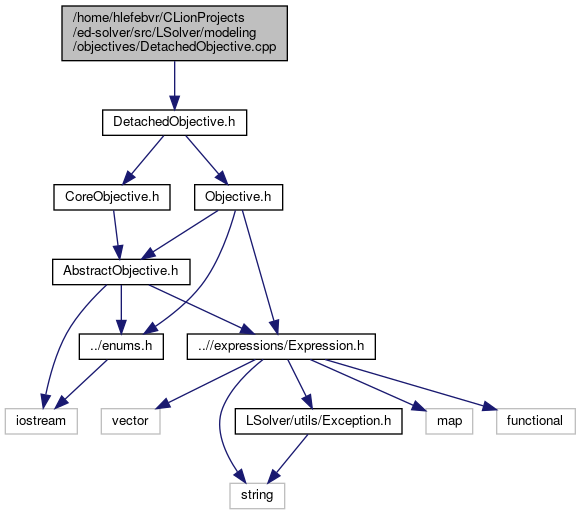 /home/hlefebvr/CLionProjects
/ed-solver/src/LSolver/modeling
/objectives/DetachedObjective.cpp
DetachedObjective.h
CoreObjective.h
Objective.h
AbstractObjective.h
../enums.h
..//expressions/Expression.h
iostream
vector
LSolver/utils/Exception.h
map
functional
string